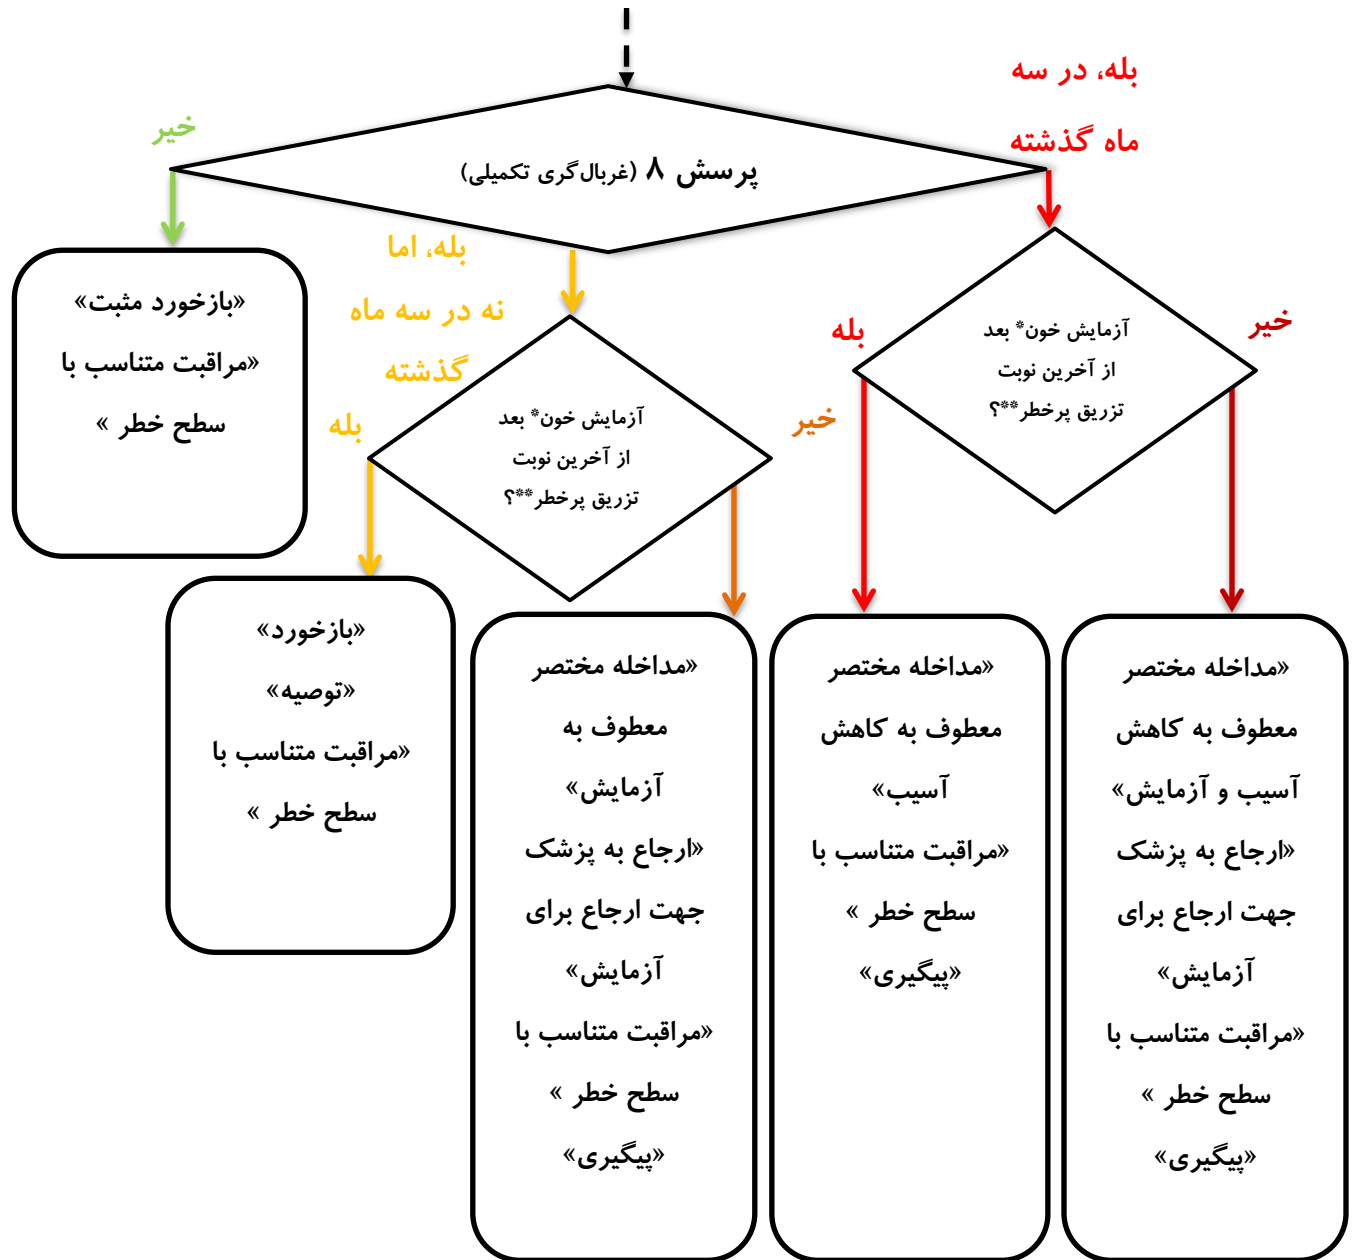 بله، در سه
ماه گذشته
خیر
پرسش ۸ (غربال‌گری تکمیلی)
بله، اما
نه در سه ماه
گذشته
خیر
آزمایش خون* بعد
از آخرین نوبت
تزریق پرخطر**؟
بله
«بازخورد مثبت»
«مراقبت متناسب با
سطح خطر »
خیر
آزمایش خون* بعد
از آخرین نوبت
تزریق پرخطر**؟
بله
«مداخله مختصر
معطوف به کاهش
آسیب و آزمایش»
«ارجاع به پزشک
جهت ارجاع برای
آزمایش»
«مراقبت متناسب با
سطح خطر »
«پیگیری»
«مداخله مختصر
معطوف به کاهش
آسیب»
«مراقبت متناسب با
سطح خطر »
«پیگیری»
«مداخله مختصر
معطوف به
آزمایش»
«ارجاع به پزشک
جهت ارجاع برای
آزمایش»
«مراقبت متناسب با
سطح خطر »
«پیگیری»
«بازخورد»
«توصیه»
«مراقبت متناسب با
سطح خطر »